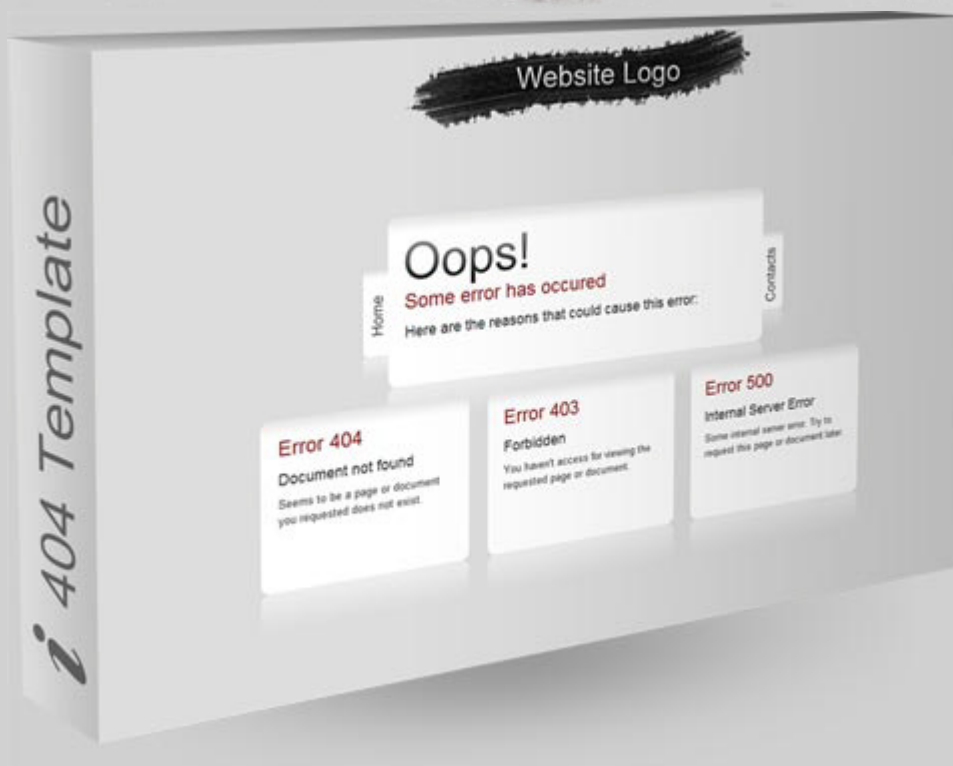 Website Logo
Oops!
Some error has occured
Here are the reasons that could cause this error:
Home
Contacts
Error 404
Document not found
Seems to be a page or document
you requested does not exist.
Error 403
Forbidden
You haven't access for viewing the
requested page or document.
Error 500
Internal Server Error
Some internal server error. Try to
request this page or document later.
i 404 Template